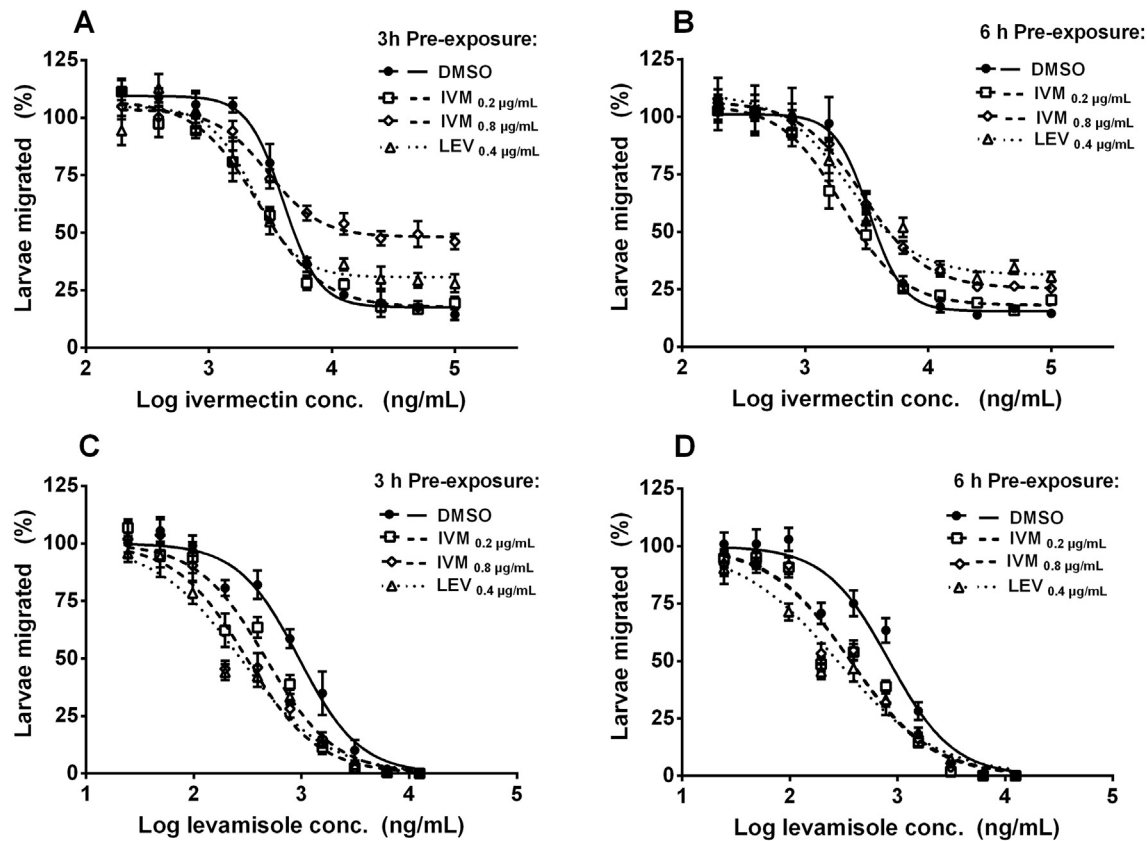 A
3h Pre-exposure:
DMSO
IVM 0.2 µg/mL
IVM 0.8 µg/mL
LEV 0.4 µg/mL
Larvae migrated (%)
125
100
75
50
25
0
2 3 4 5
Log ivermectin conc. (ng/mL)
B
6 h Pre-exposure:
DMSO
IVM 0.2 µg/mL
IVM 0.8 µg/mL
LEV 0.4 µg/mL
Larvae migrated (%)
125
100
75
50
25
0
2 3 4 5
Log ivermectin conc. (ng/mL)
C
3 h Pre-exposure:
DMSO
IVM 0.2 µg/mL
IVM 0.8 µg/mL
LEV 0.4 µg/mL
Larvae migrated (%)
125
100
75
50
25
0
1 2 3 4 5
Log levamisole conc. (ng/mL)
D
6 h Pre-exposure:
DMSO
IVM 0.2 µg/mL
IVM 0.8 µg/mL
LEV 0.4 µg/mL
Larvae migrated (%)
125
100
75
50
25
0
1 2 3 4 5
Log levamisole conc. (ng/mL)